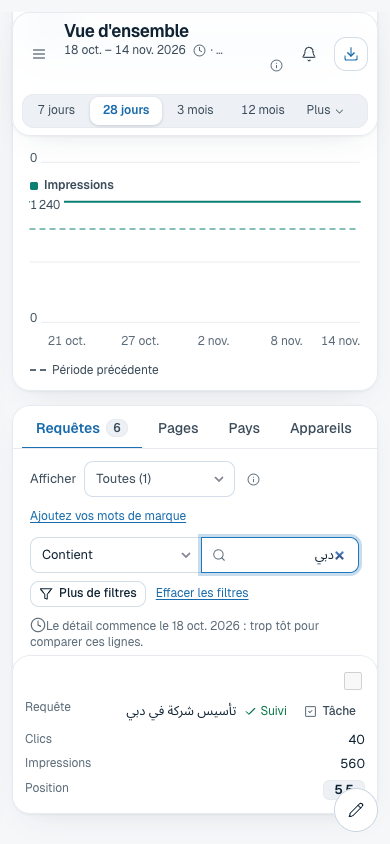 Vue d'ensemble
18 oct. – 14 nov. 2026 · ...
7 jours
28 jours
3 mois
12 mois
Plus
0
Impressions
1 240
0
21 oct.
27 oct.
2 nov.
8 nov.
14 nov.
Période précédente
Requêtes 6
Pages
Pays
Appareils
Afficher
Toutes (1)
Ajoutez vos mots de marque
Contient
دبي
Plus de filtres
Effacer les filtres
Le détail commence le 18 oct. 2026 : trop tôt pour
comparer ces lignes.
Requête
تأسيس شركة في دبي
Suivi
Tâche
Clics
40
Impressions
560
Position